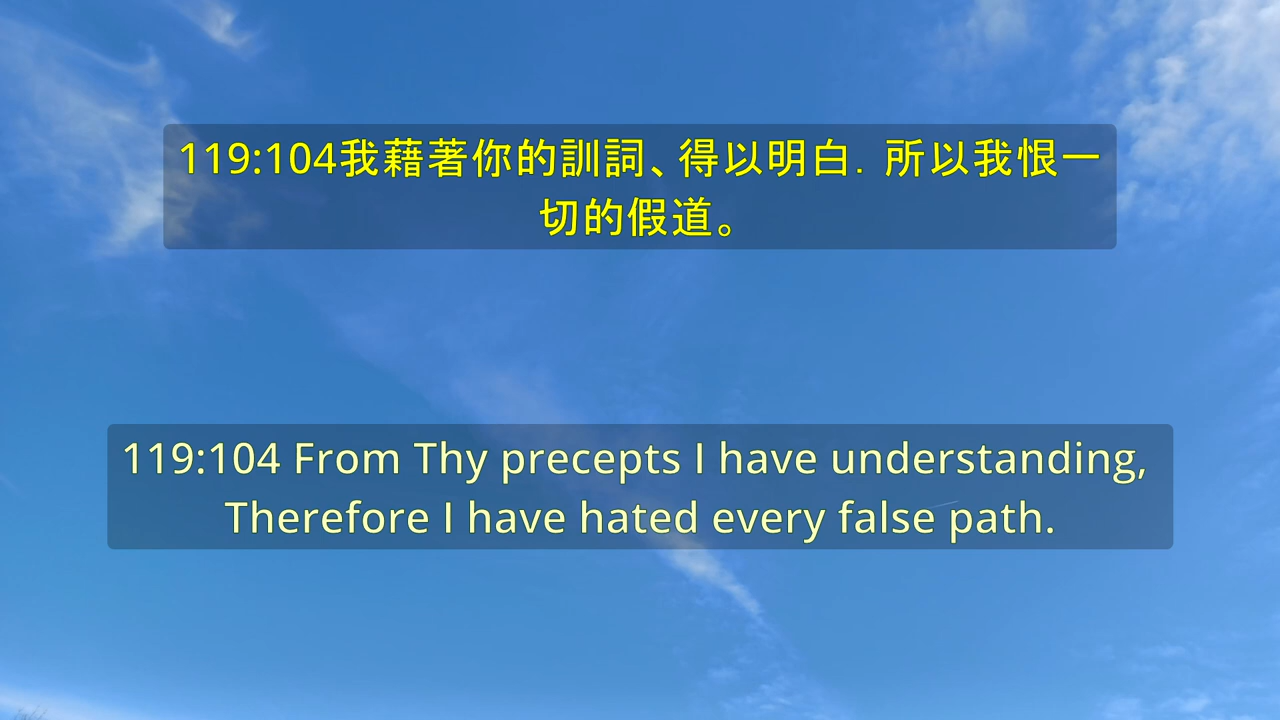 119:104我藉著你的訓詞、得以明白．所以我恨一
切的假道。
119:104 From Thy precepts I have understanding,
Therefore I have hated every false path.